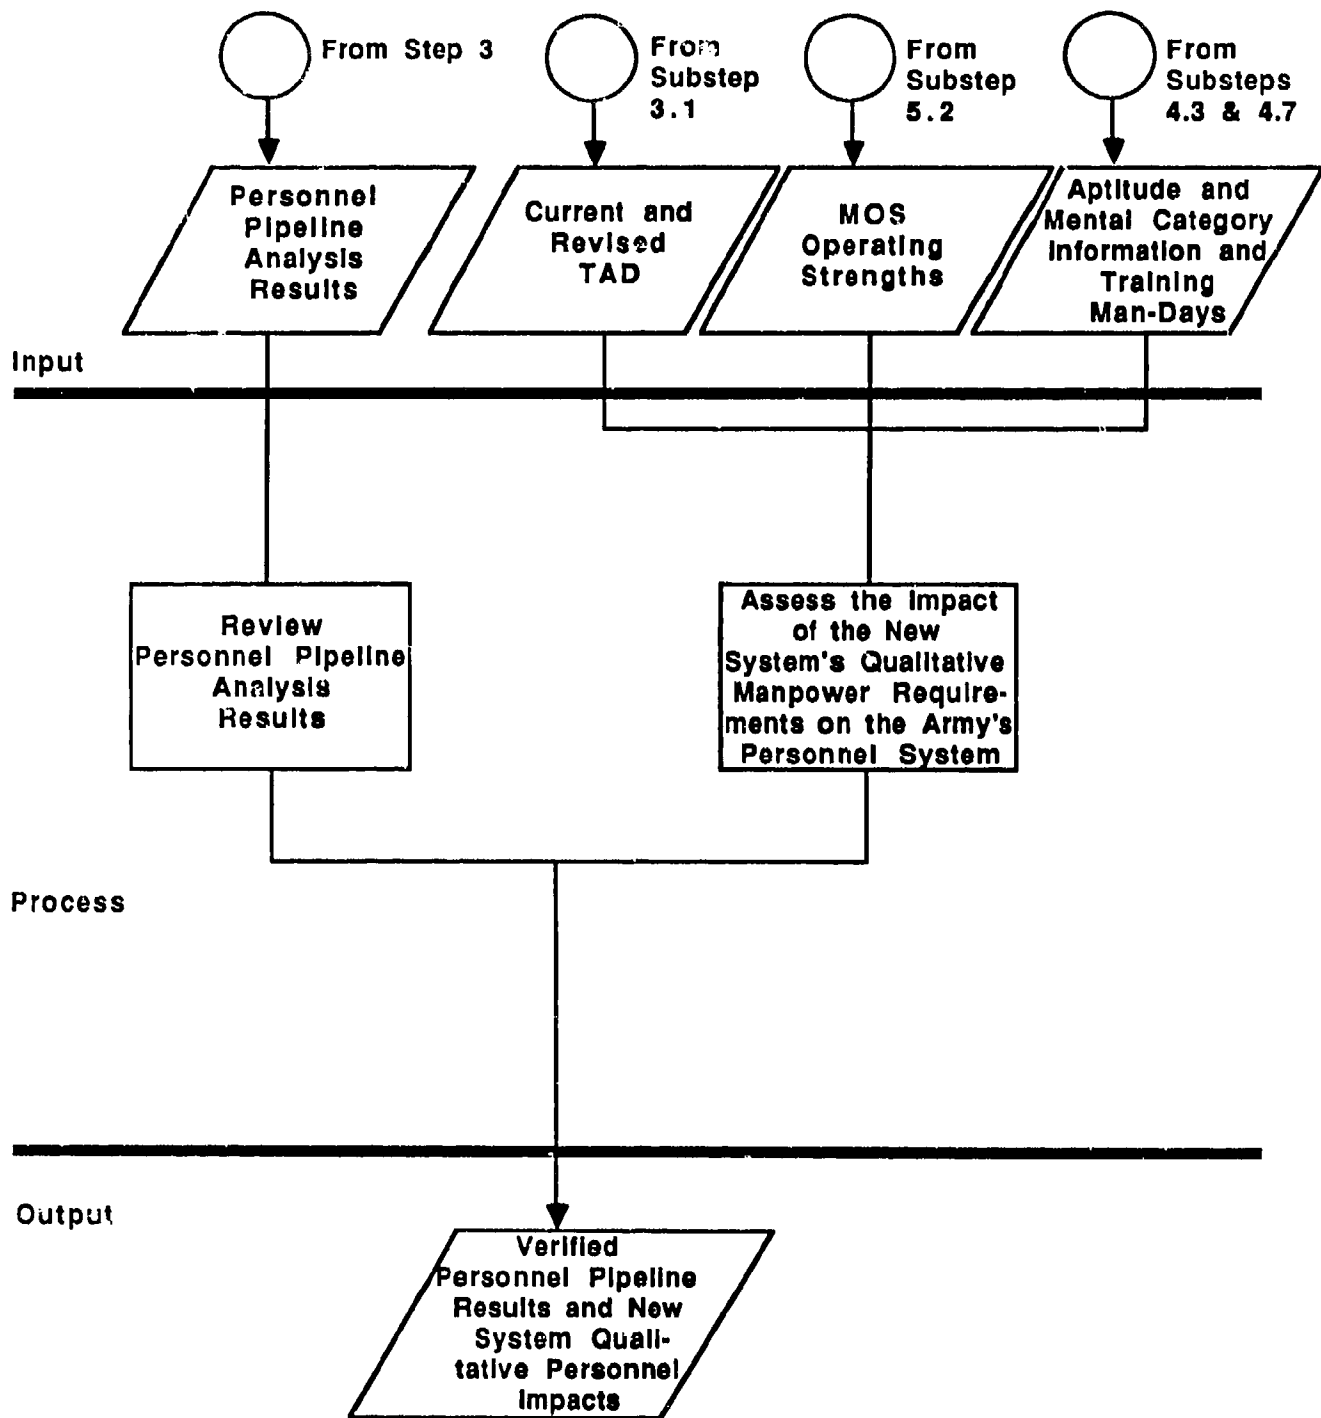 From Step 3
From
Substep
3.1
From
Substep
5.2
From
Substeps
4.3 & 4.7
Personnel
Pipeline
Analysis
Results
Current and
Revised
TAD
MOS
Operating
Strengths
Aptitude and
Mental Category
Information and
Training
Man-Days
Input
Review
Personnel Pipeline
Analysis
Results
Assess the Impact
of the New
System's Qualitative
Manpower Require-
ments on the Army's
Personnel System
Process
Output
Verified
Personnel Pipeline
Results and New
System Quali-
tative Personnel
Impacts